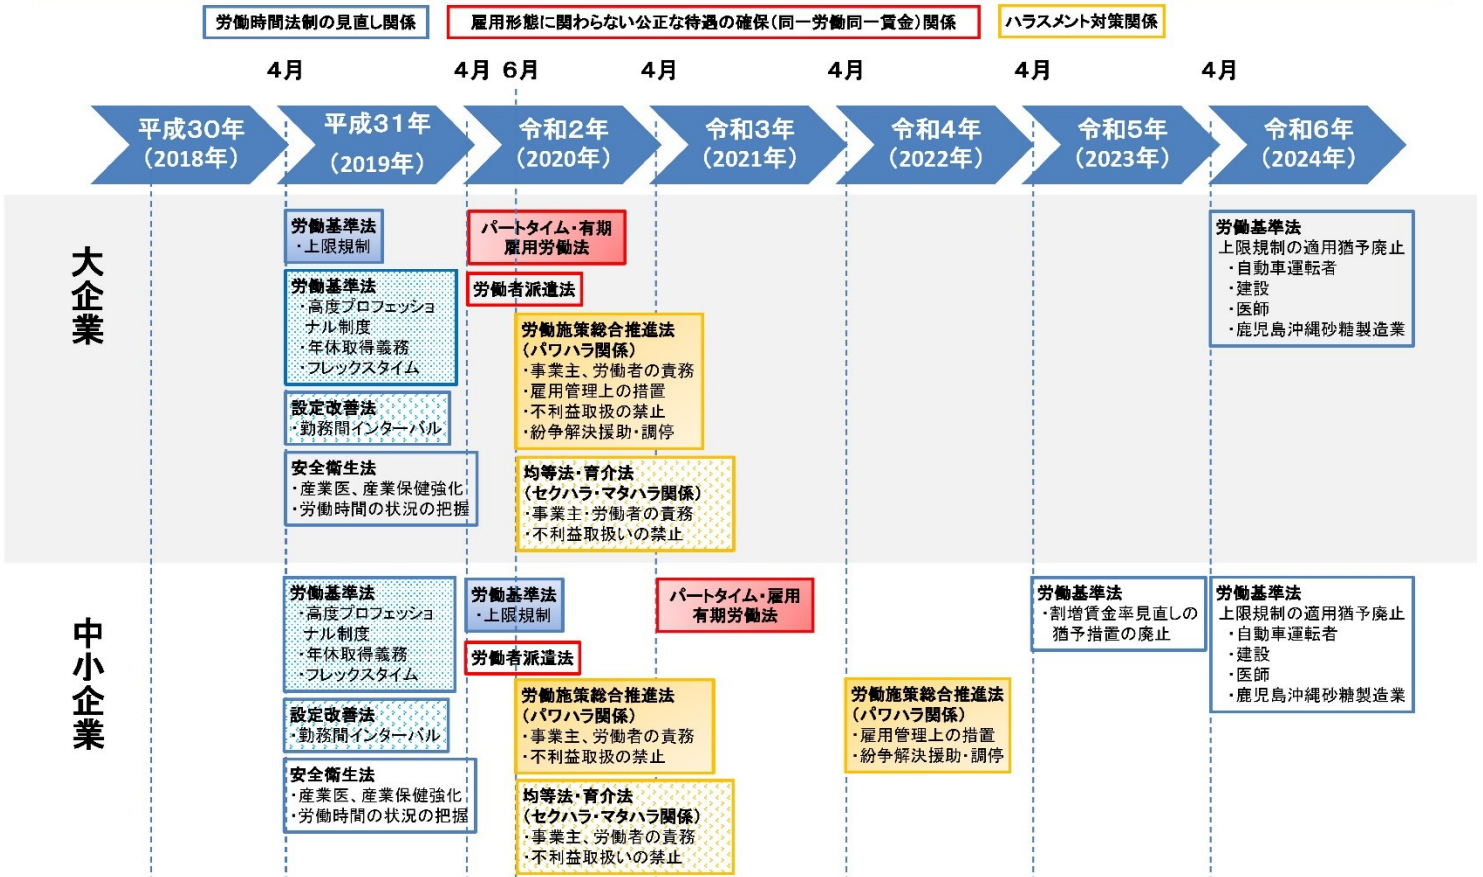 労働時間法制の見直し関係
雇用形態に関わらない公正な待遇の確保(同一労働同一賃金)関係
ハラスメント対策関係
4月
4月
6月
4月
4月
4月
4月
平成30年
(2018年)
平成31年
(2019年)
令和2年
(2020年)
令和3年
(2021年)
令和4年
(2022年)
令和5年
(2023年)
令和6年
(2024年)
大企業
労働基準法
・上限規制
労働基準法
・高度プロフェッショ
ナル制度
・年休取得義務
・フレックスタイム
設定改善法
・勤務間インターバル
安全衛生法
・産業医、産業保健強化
・労働時間の状況の把握
パートタイム・有期
雇用労働法
労働者派遣法
労働施策総合推進法
(パワハラ関係)
・事業主、労働者の責務
・雇用管理上の措置
・不利益取扱の禁止
・紛争解決援助・調停
均等法・育介法
(セクハラ・マタハラ関係)
・事業主・労働者の責務
・不利益取扱いの禁止
労働基準法
上限規制の適用猶予廃止
・自動車運転者
・建設
・医師
・鹿児島沖縄砂糖製造業
中小企業
労働基準法
・高度プロフェッショ
ナル制度
・年休取得義務
・フレックスタイム
設定改善法
・勤務間インターバル
安全衛生法
・産業医、産業保健強化
・労働時間の状況の把握
労働基準法
・上限規制
労働者派遣法
労働施策総合推進法
(パワハラ関係)
・事業主、労働者の責務
・不利益取扱の禁止
均等法・育介法
(セクハラ・マタハラ関係)
・事業主、労働者の責務
・不利益取扱いの禁止
パートタイム・雇用
有期労働法
労働施策総合推進法
(パワハラ関係)
・雇用管理上の措置
・紛争解決援助・調停
労働基準法
・割増賃金率見直しの
猶予措置の廃止
労働基準法
上限規制の適用猶予廃止
・自動車運転者
・建設
・医師
・鹿児島沖縄砂糖製造業